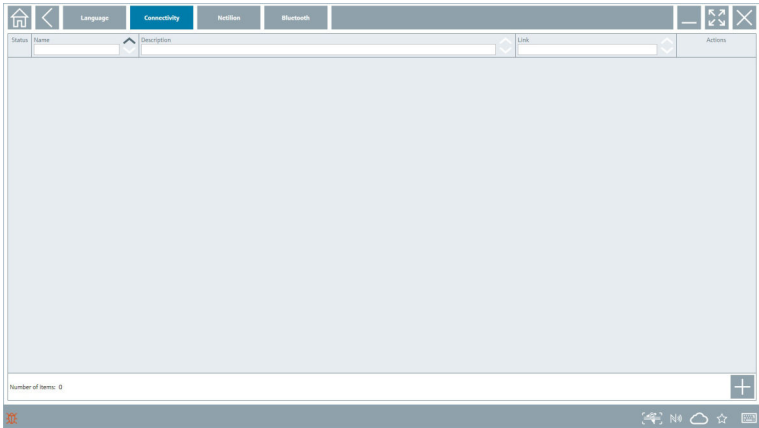 Language Connectivity Netilion Bluetooth
Status Name Description Link Actions
Number of Items: 0